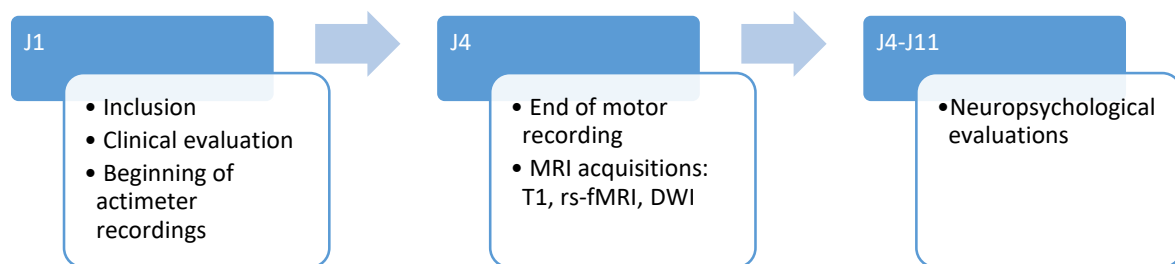 J1
• Inclusion
• Clinical evaluation
• Beginning of
actimeter
recordings
J4
• End of motor
recording
• MRI acquisitions:
T1, rs-fMRI, DWI
J4-J11
•Neuropsychological
evaluations